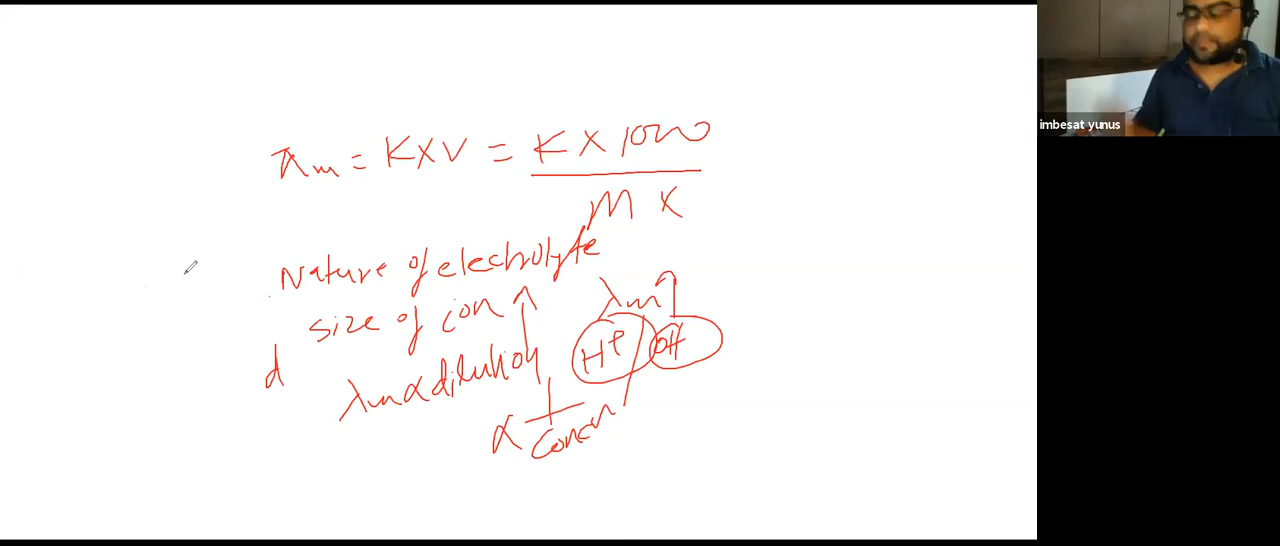 imbesat yunus
λm = K X V = K X 1000
M X
Nature of electrolyte
size of ion ↑ λm ↑
H+ OH
d λm α dilution
α 1
concn